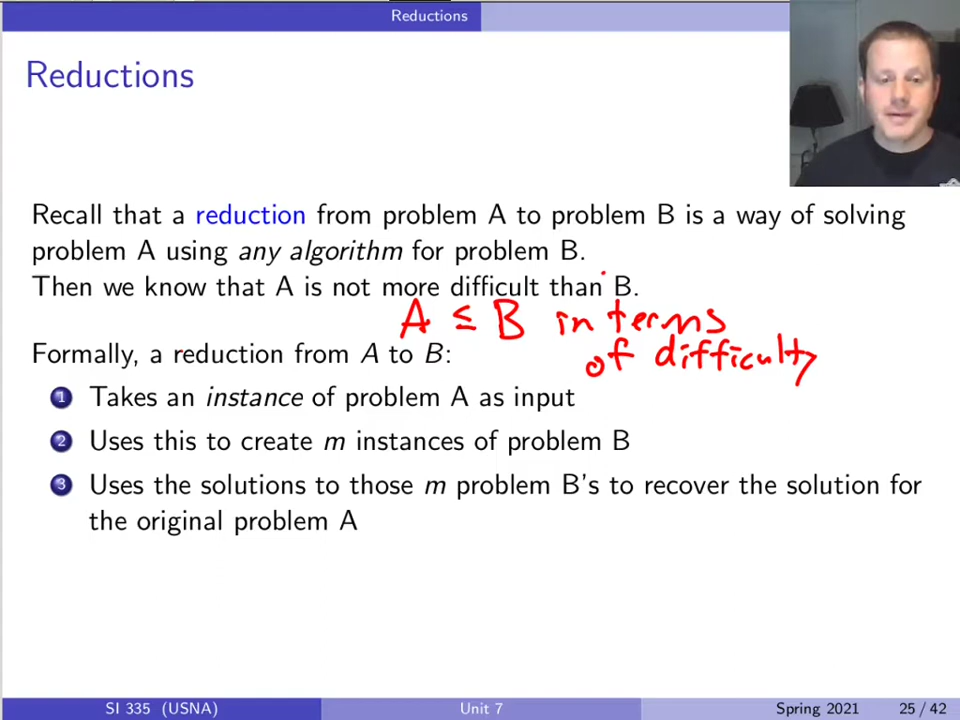 Reductions
Reductions
Recall that a reduction from problem A to problem B is a way of solving
problem A using any algorithm for problem B.
Then we know that A is not more difficult than B.
A ≤ B in terms
of difficulty
Formally, a reduction from A to B:
1 Takes an instance of problem A as input
2 Uses this to create m instances of problem B
3 Uses the solutions to those m problem B's to recover the solution for
the original problem A
SI 335 (USNA) Unit 7 Spring 2021 25 / 42